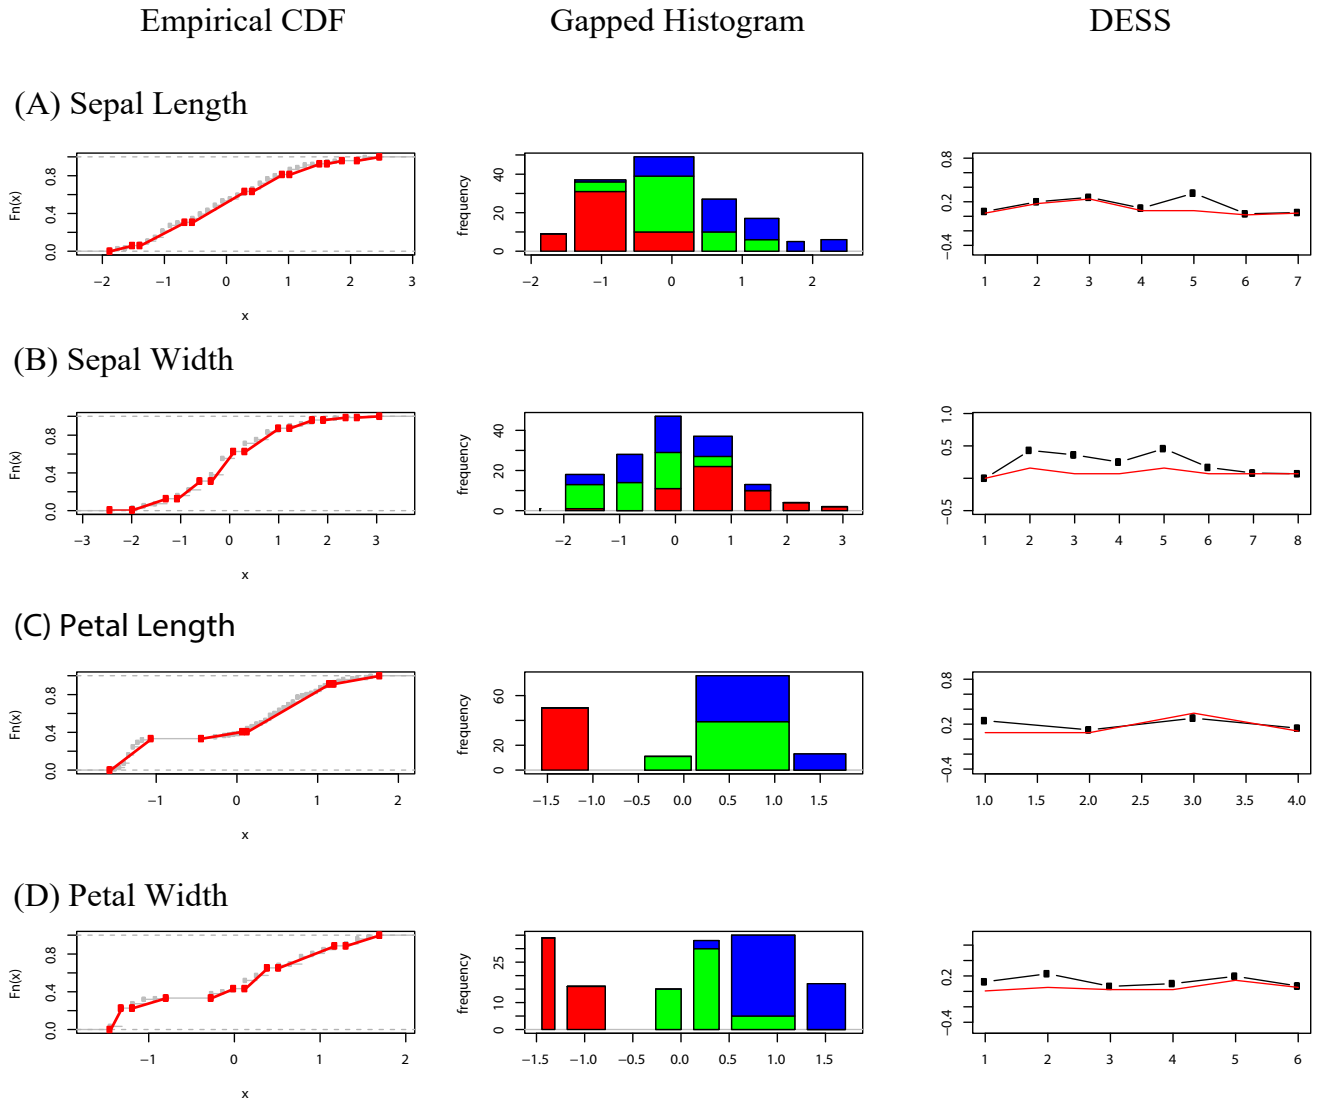 Empirical CDF Gapped Histogram DESS
(A) Sepal Length
Fn(x)
0.0 0.4 0.8
−2 −1 0 1 2 3
x
frequency
0 20 40
−2 −1 0 1 2
−0.4 0.2 0.8
1 2 3 4 5 6 7
(B) Sepal Width
Fn(x)
0.0 0.4 0.8
−3 −2 −1 0 1 2 3
x
frequency
0 20 40
−2 −1 0 1 2 3
−0.5 0.5 1.0
1 2 3 4 5 6 7 8
(C) Petal Length
Fn(x)
0.0 0.4 0.8
−1 0 1 2
x
frequency
0 20 60
−1.5 −1.0 −0.5 0.0 0.5 1.0 1.5
−0.4 0.2 0.8
1.0 1.5 2.0 2.5 3.0 3.5 4.0
(D) Petal Width
Fn(x)
0.0 0.4 0.8
−1 0 1 2
x
frequency
0 10 25
−1.5 −1.0 −0.5 0.0 0.5 1.0 1.5
−0.4 0.2
1 2 3 4 5 6